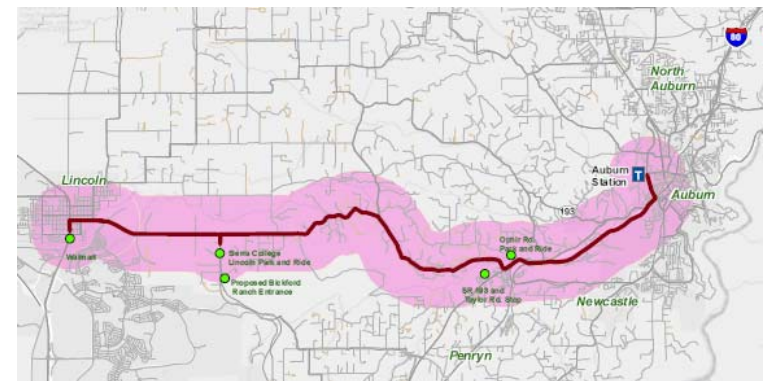 80
North
Auburn
Lincoln
Auburn
Station
Auburn
193
Walmart
Sierra College
Lincoln Park and Ride
Ophir Rd.
Park and Ride
Proposed Bickford
Ranch Entrance
SR 193 and
Taylor Rd. Stop
Newcastle
Penryn
T